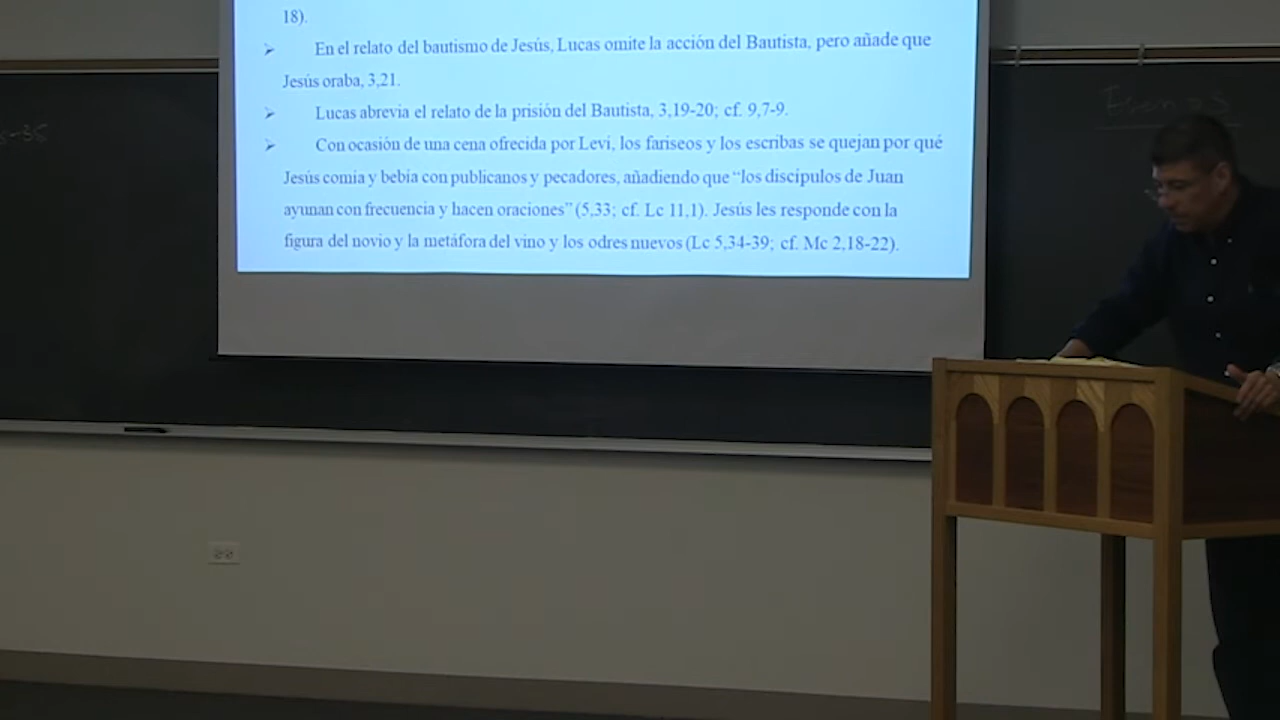 18).
➢ En el relato del bautismo de Jesús, Lucas omite la acción del Bautista, pero añade que
Jesús oraba, 3,21.
➢ Lucas abrevia el relato de la prisión del Bautista, 3,19-20; cf. 9,7-9.
➢ Con ocasión de una cena ofrecida por Leví, los fariseos y los escribas se quejan por qué
Jesús comía y bebía con publicanos y pecadores, añadiendo que “los discípulos de Juan
ayunan con frecuencia y hacen oraciones” (5,33; cf. Lc 11,1). Jesús les responde con la
figura del novio y la metáfora del vino y los odres nuevos (Lc 5,34-39; cf. Mc 2,18-22).
-35